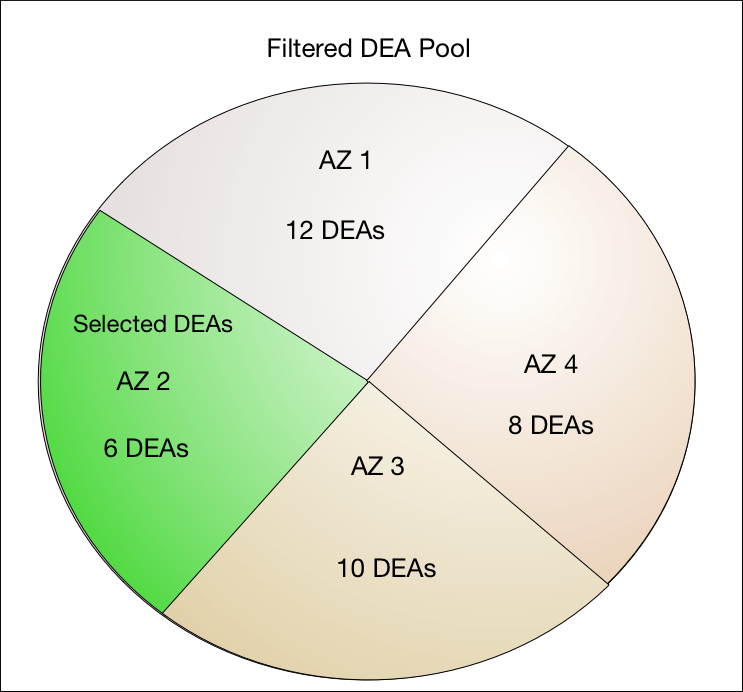 Filtered DEA Pool
AZ 1
12 DEAs
Selected DEAs
AZ 2
6 DEAs
AZ 4
8 DEAs
AZ 3
10 DEAs